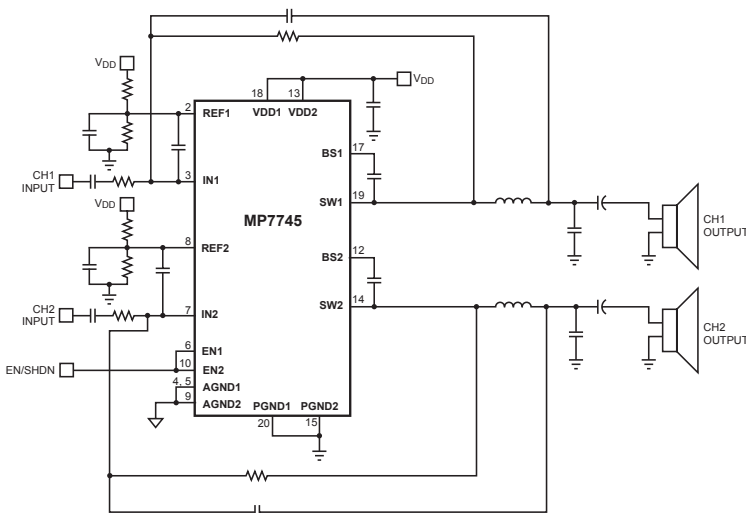 VDD
18
13
VDD
VDD1
VDD2
2
REF1
17
BS1
CH1
INPUT
3
IN1
19
SW1
CH1
OUTPUT
VDD
MP7745
8
REF2
12
BS2
14
SW2
CH2
INPUT
7
IN2
CH2
OUTPUT
6
EN1
EN/SHDN
10
EN2
4, 5
AGND1
9
AGND2
PGND1
PGND2
20
15